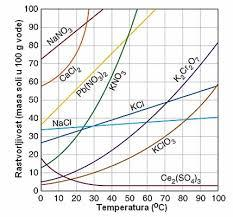 Rastvorljivost (masa soli u 100 g vode)
100
90
80
70
60
50
40
30
20
10
0
NaNO₃
CaCl₂
Pb(NO₃)₂
KNO₃
K₂Cr₂O₇
KCl
NaCl
KClO₃
Ce₂(SO₄)₃
0 10 20 30 40 50 60 70 80 90 100
Temperatura (°C)